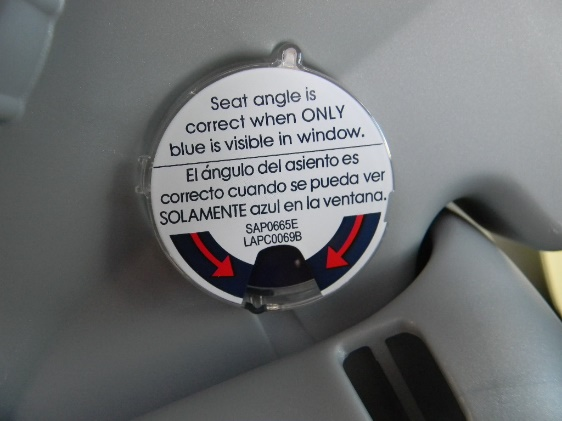 Seat angle is
correct when ONLY
blue is visible in window.
El ángulo del asiento es
correcto cuando se pueda ver
SOLAMENTE azul en la ventana.
SAP0665E
LAPC0069B